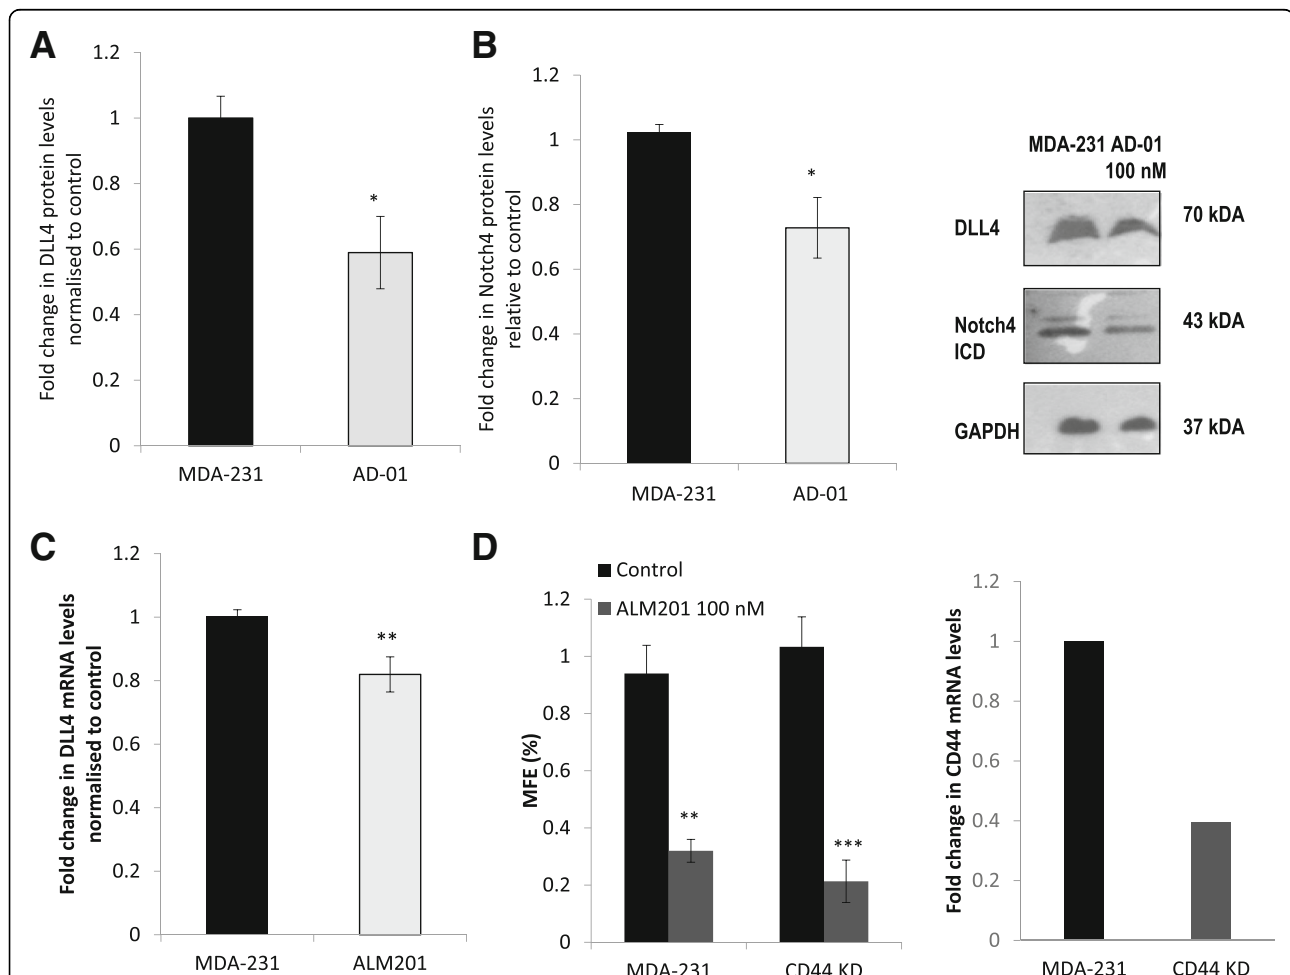 A
Fold change in DLL4 protein levels
normalised to control
1.2
1
0.8
0.6
0.4
0.2
0
*
MDA-231 AD-01
B
Fold change in Notch4 protein levels
relative to control
1.2
1
0.8
0.6
0.4
0.2
0
*
MDA-231 AD-01
MDA-231 AD-01
100 nM
DLL4 70 kDA
Notch4 43 kDA
ICD
GAPDH 37 kDA
C
Fold change in DLL4 mRNA levels
normalised to control
1.2
1
0.8
0.6
0.4
0.2
0
**
MDA-231 ALM201
D
Control
ALM201 100 nM
MFE (%)
1.2
1
0.8
0.6
0.4
0.2
0
**
***
MDA-231 CD44 KD
Fold change in CD44 mRNA levels
1.2
1
0.8
0.6
0.4
0.2
0
MDA-231 CD44 KD